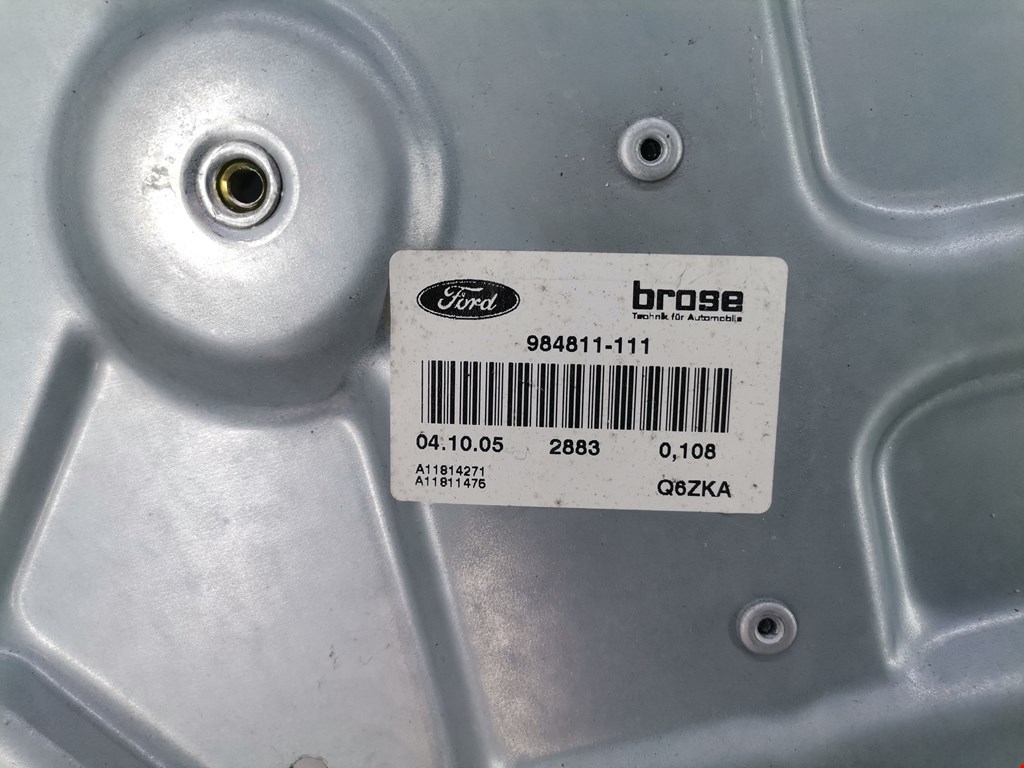 Ford
brose
Technik für Automobile
984811-111
04.10.05 2883 0,108
A11814271
A11811476
Q6ZKA